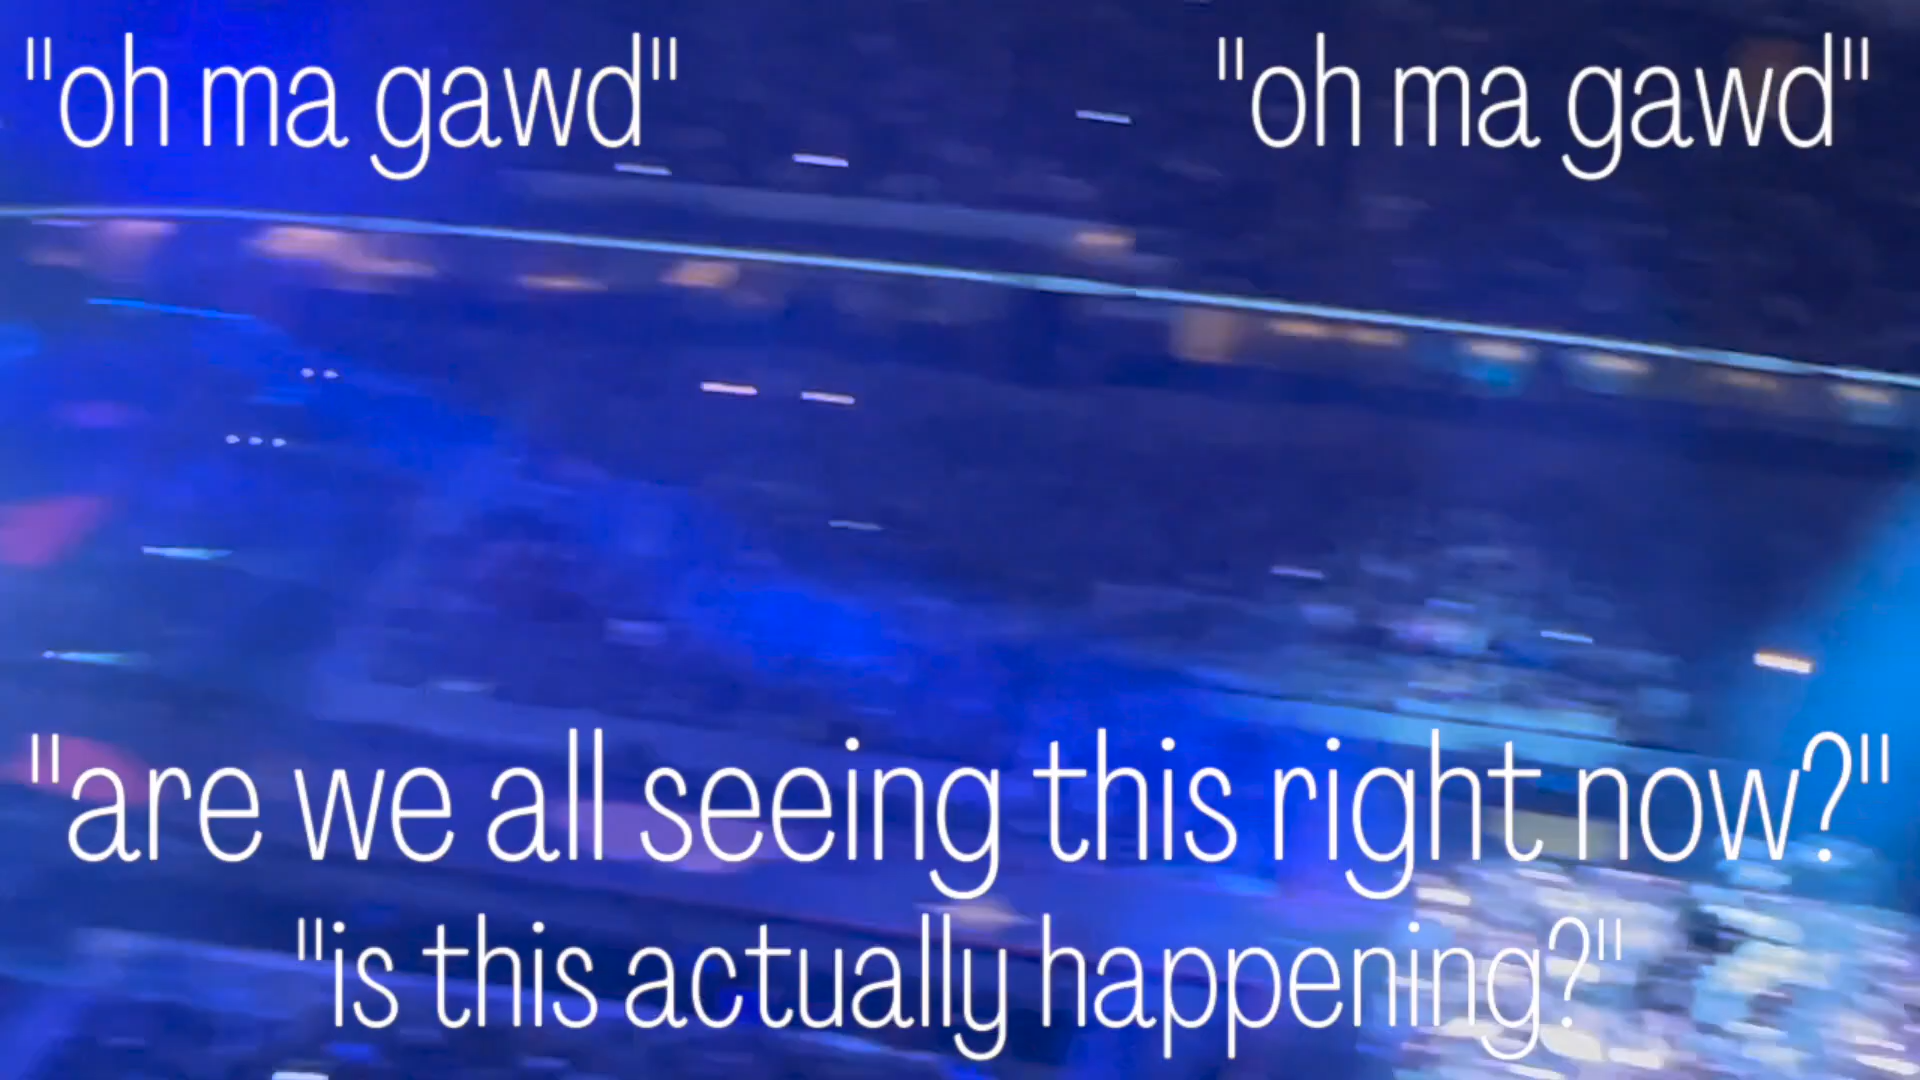 "oh ma gawd" "oh ma gawd"
"are we all seeing this right now?"
"is this actually happening?"